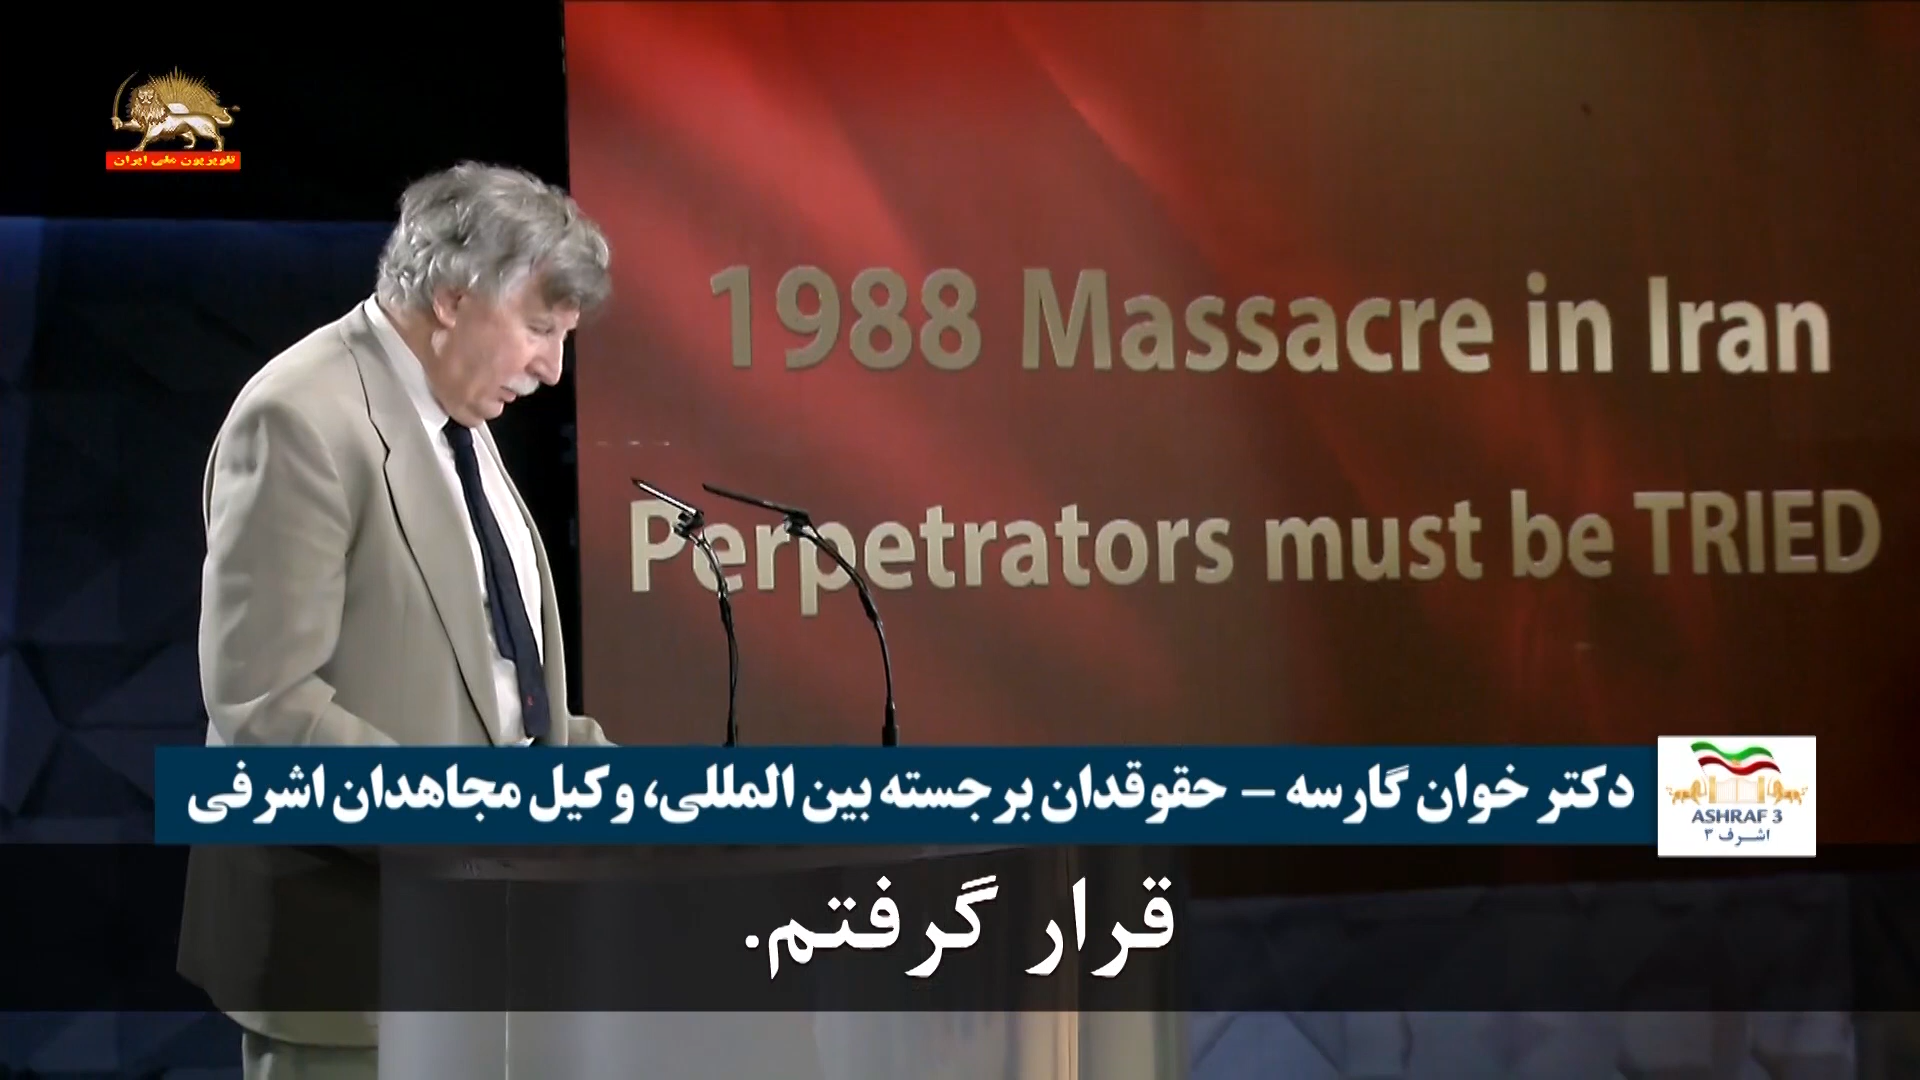 تلویزیون ملی ایران
1988 Massacre in Iran
Perpetrators must be TRIED
دکتر خوان گارسه – حقوقدان برجسته بین المللی، وکیل مجاهدان اشرفی
ASHRAF 3
اشرف ۳
قرار گرفتم.